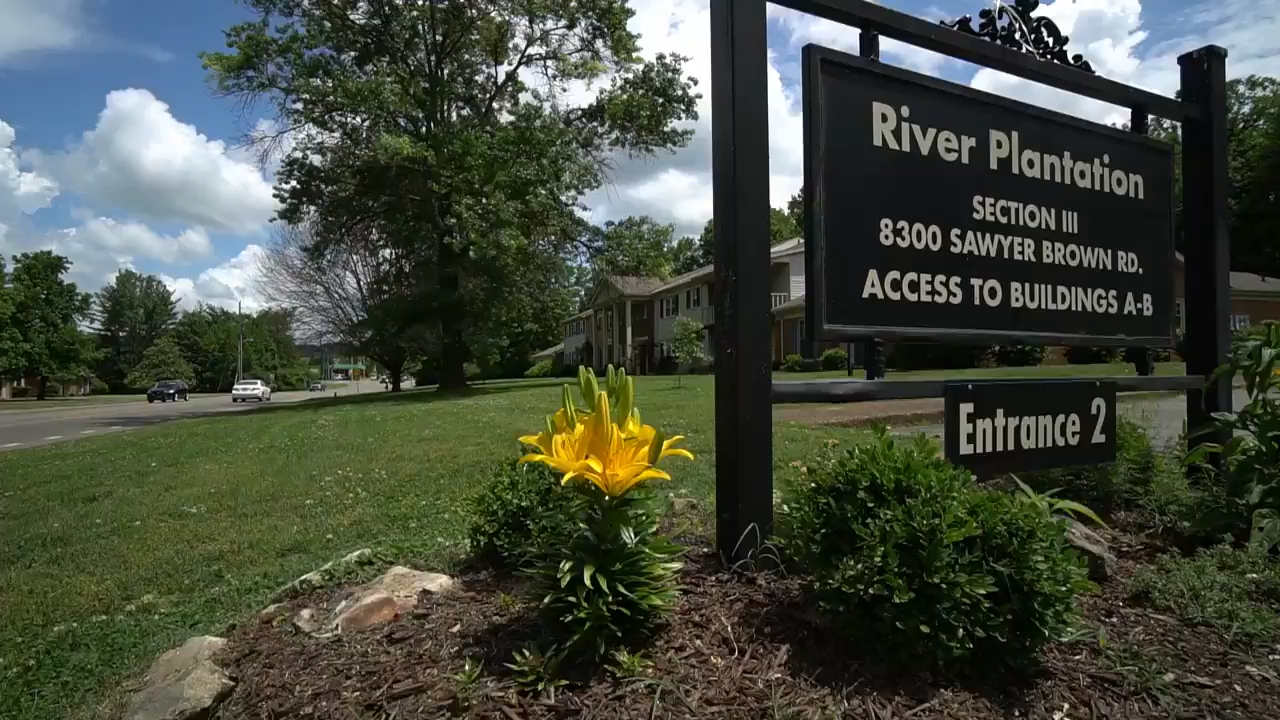 River Plantation
SECTION III
8300 SAWYER BROWN RD.
ACCESS TO BUILDINGS A-B
Entrance 2